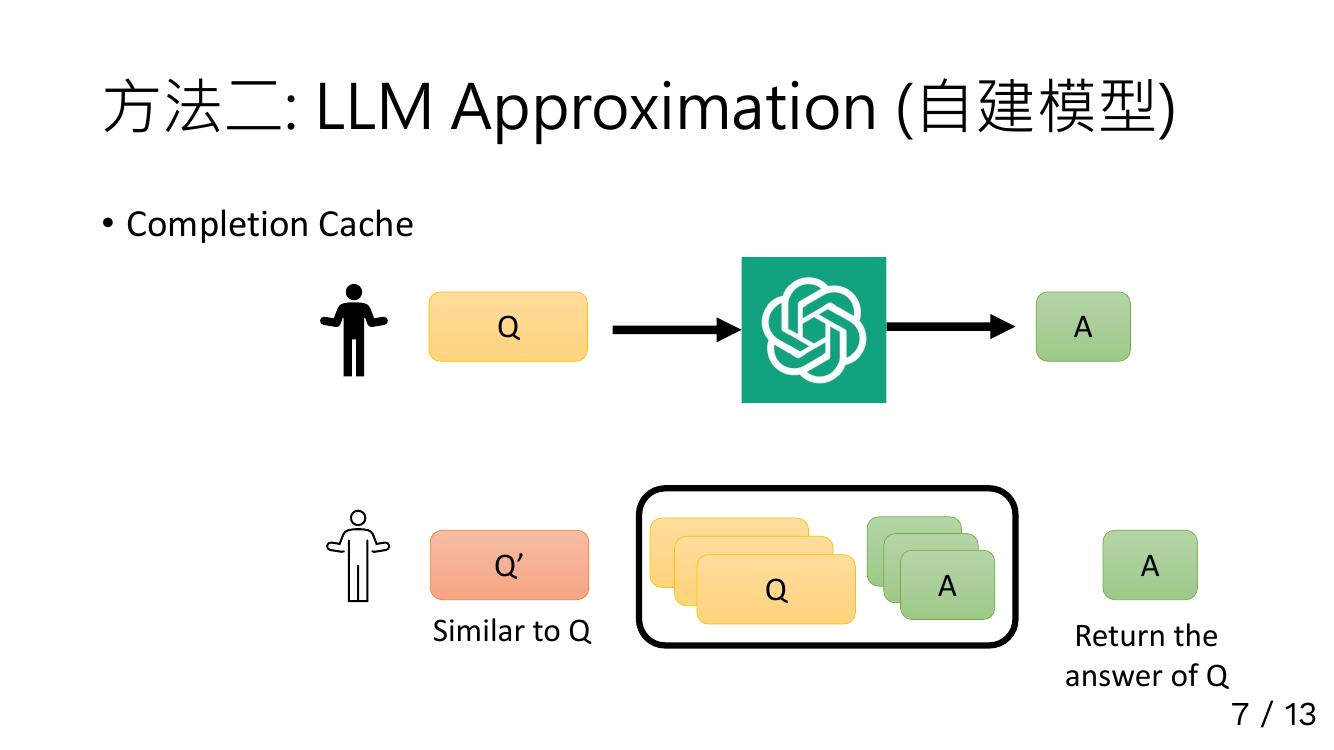 方法二: LLM Approximation (自建模型)
• Completion Cache
Q
A
Q’
Q
A
A
Similar to Q
Return the
answer of Q
7 / 13